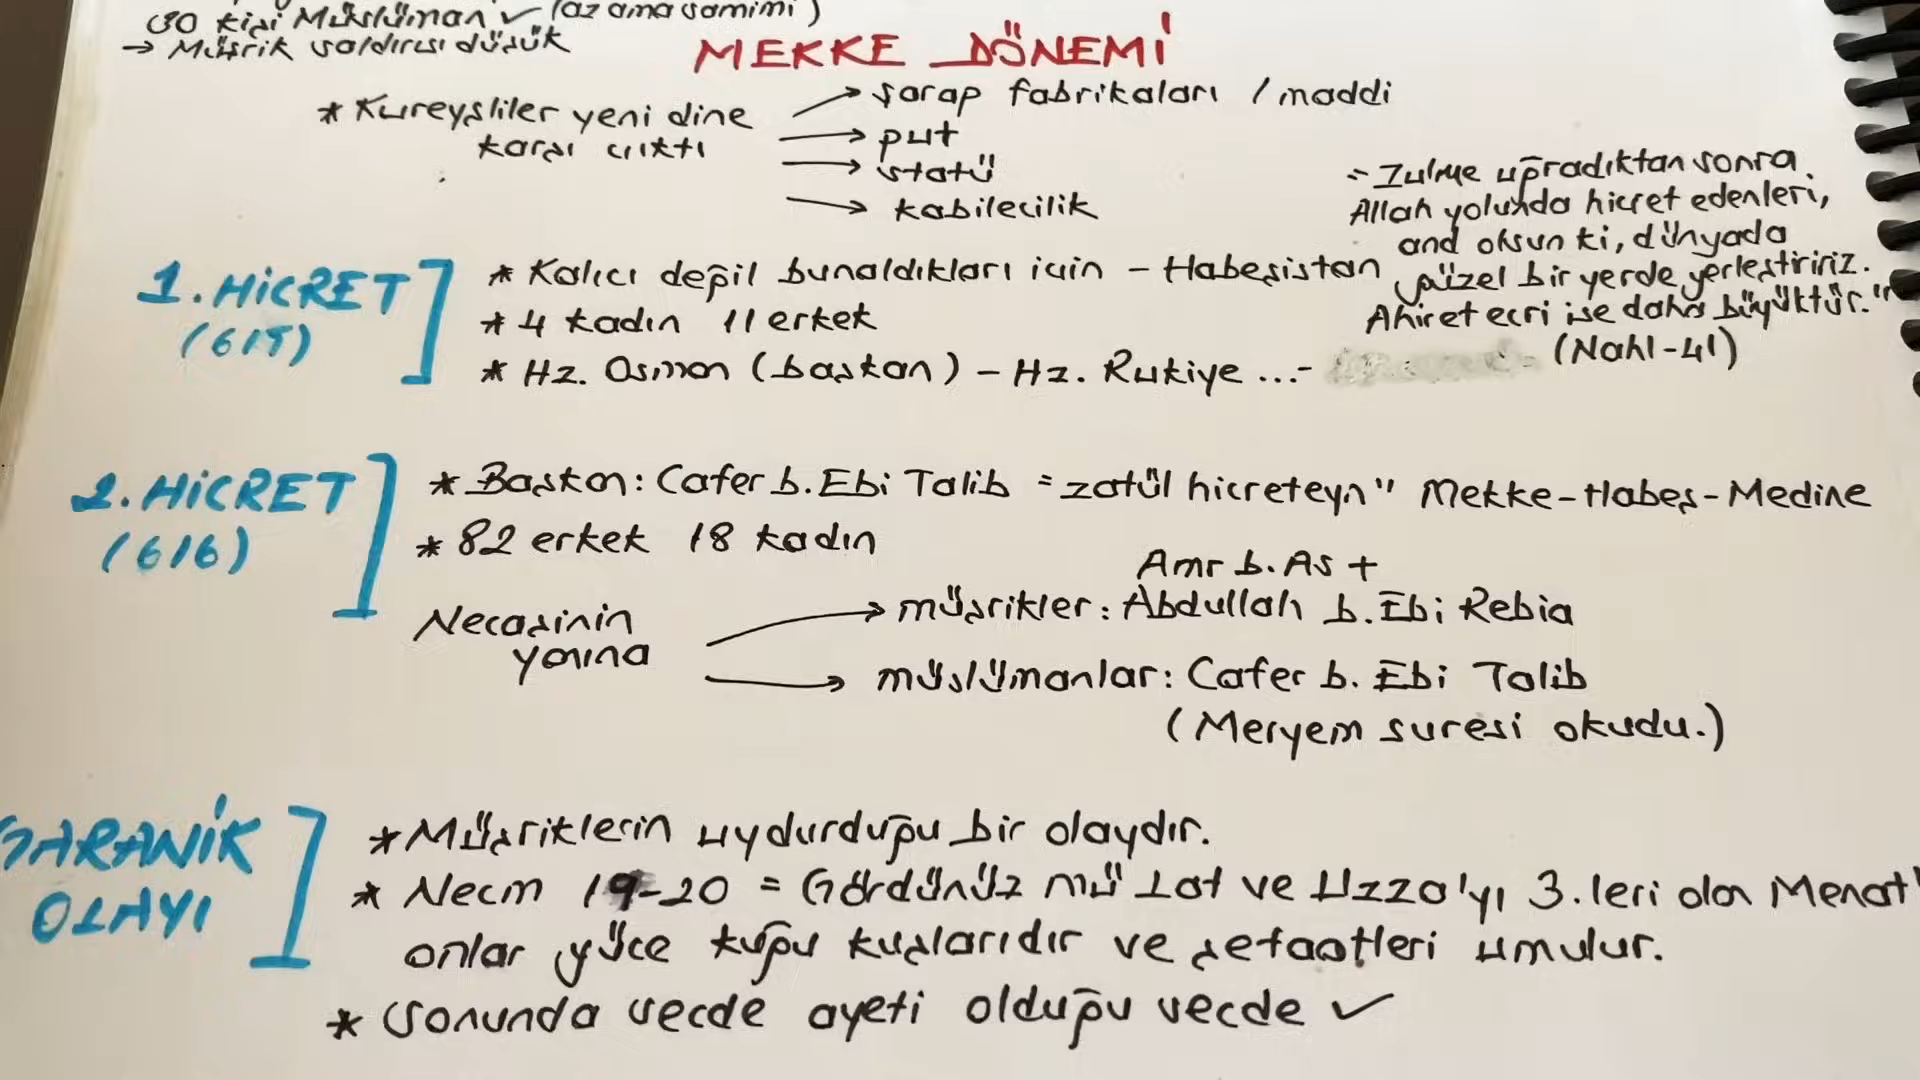 30 kişi Müslüman ✓ (az ama samimi)
→ Müşrik saldırısı düşük
MEKKE DÖNEMİ
* Kureyşliler yeni dine
karşı çıktı
→ şarap fabrikaları / maddi
→ put
→ statü
→ kabilecilik
"Zulme uğradıktan sonra
Allah yolunda hicret edenleri,
and olsun ki, dünyada
güzel bir yerde yerleştiririz.
Ahiret ecri ise daha büyüktür."
(Nahl-41)
1. HİCRET
(615)
* Kalıcı değil bunaldıkları için - Habeşistan
* 4 kadın 11 erkek
* Hz. Osman (başkan) - Hz. Rukiye ...-
2. HİCRET
(616)
* Başkan: Cafer b. Ebi Talib "zatül hicreteyn" Mekke-Habeş-Medine
* 82 erkek 18 kadın
Necaşinin
yanına
Amr b. As +
→ müşrikler: Abdullah b. Ebi Rebia
→ müslümanlar: Cafer b. Ebi Talib
(Meryem suresi okudu.)
GARANİK
OLAYI
* Müşriklerin uydurduğu bir olaydır.
* Necm 19-20 = Gördünüz mü Lat ve Uzza'yı 3.leri olan Menat'
onlar yüce kuğu kuşlarıdır ve şefaatleri umulur.
* Sonunda secde ayeti olduğu secde ✓